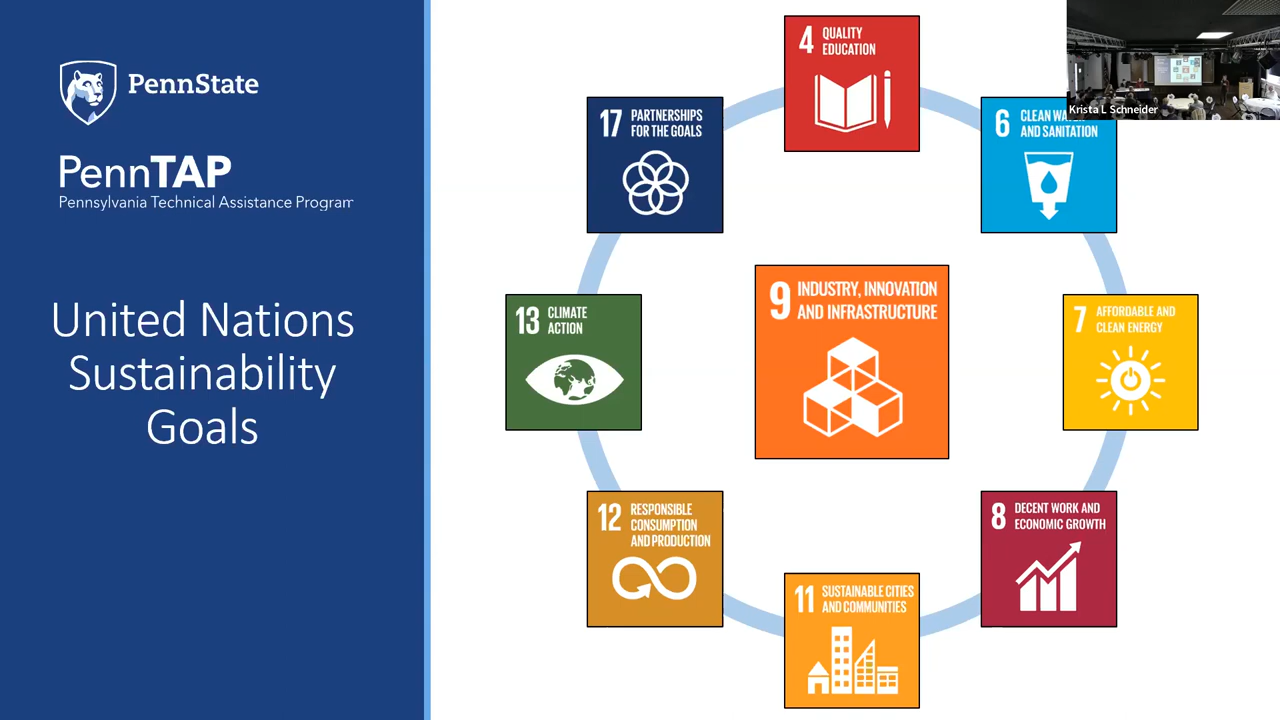 PennState
PennTAP
Pennsylvania Technical Assistance Program
United Nations
Sustainability
Goals
4 QUALITY
EDUCATION
17 PARTNERSHIPS
FOR THE GOALS
6 CLEAN WATER
AND SANITATION
Krista L Schneider
13 CLIMATE
ACTION
9 INDUSTRY, INNOVATION
AND INFRASTRUCTURE
7 AFFORDABLE AND
CLEAN ENERGY
12 RESPONSIBLE
CONSUMPTION
AND PRODUCTION
8 DECENT WORK AND
ECONOMIC GROWTH
11 SUSTAINABLE CITIES
AND COMMUNITIES